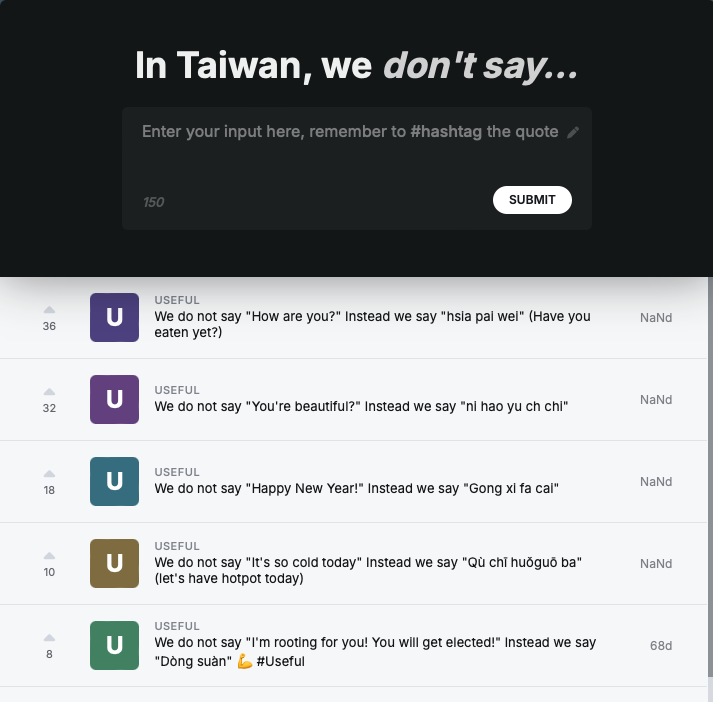 In Taiwan, we don't say...
Enter your input here, remember to #hashtag the quote
150
SUBMIT
36
U
USEFUL
We do not say "How are you?" Instead we say "hsia pai wei" (Have you
eaten yet?)
NaNd
32
U
USEFUL
We do not say "You're beautiful?" Instead we say "ni hao yu ch chi"
NaNd
18
U
USEFUL
We do not say "Happy New Year!" Instead we say "Gong xi fa cai"
NaNd
10
U
USEFUL
We do not say "It's so cold today" Instead we say "Qù chī huǒguō ba"
(let's have hotpot today)
NaNd
8
U
USEFUL
We do not say "I'm rooting for you! You will get elected!" Instead we say
"Dòng suàn" 💪 #Useful
68d